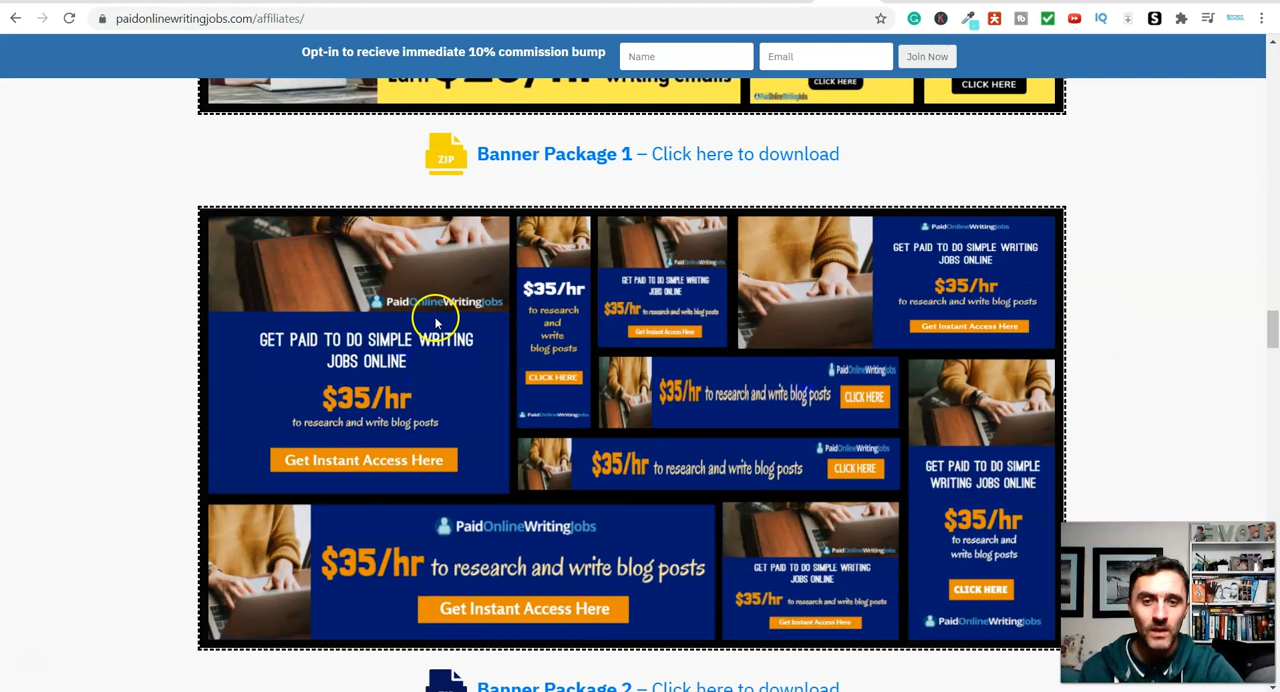 paidonlinewritingjobs.com/affiliates/
Opt-in to recieve immediate 10% commission bump
Name
Email
Join Now
writing emails
CLICK HERE
CLICK HERE
PaidOnlineWritingJobs
ZIP
Banner Package 1 – Click here to download
PaidOnlineWritingJobs
GET PAID TO DO SIMPLE WRITING
JOBS ONLINE
$35/hr
to research and write blog posts
Get Instant Access Here
$35/hr
to research
and
write
blog posts
CLICK HERE
PaidOnlineWritingJobs
PaidOnlineWritingJobs
GET PAID TO DO SIMPLE WRITING
JOBS ONLINE
$35/hr to research and write blog posts
Get Instant Access Here
PaidOnlineWritingJobs
GET PAID TO DO SIMPLE WRITING
JOBS ONLINE
$35/hr
to research and write blog posts
Get Instant Access Here
PaidOnlineWritingJobs
$35/hr to research and write blog posts
CLICK HERE
PaidOnlineWritingJobs
$35/hr to research and write blog posts
CLICK HERE
GET PAID TO DO SIMPLE
WRITING JOBS ONLINE
$35/hr
to research and
write blog posts
CLICK HERE
PaidOnlineWritingJobs
PaidOnlineWritingJobs
$35/hr to research and write blog posts
Get Instant Access Here
PaidOnlineWritingJobs
GET PAID TO DO SIMPLE WRITING
JOBS ONLINE
$35/hr to research and write blog posts
Get Instant Access Here
Banner Package 2 – Click here to download